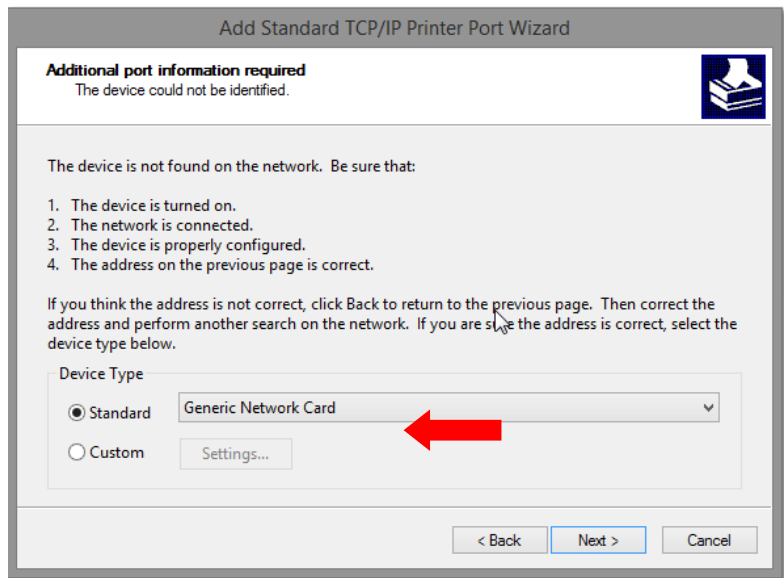 Add Standard TCP/IP Printer Port Wizard
Additional port information required
The device could not be identified.
The device is not found on the network.  Be sure that:
1.  The device is turned on.
2.  The network is connected.
3.  The device is properly configured.
4.  The address on the previous page is correct.
If you think the address is not correct, click Back to return to the previous page.  Then correct the
address and perform another search on the network.  If you are sure the address is correct, select the
device type below.
Device Type
Standard
Generic Network Card
Custom
Settings...
< Back
Next >
Cancel